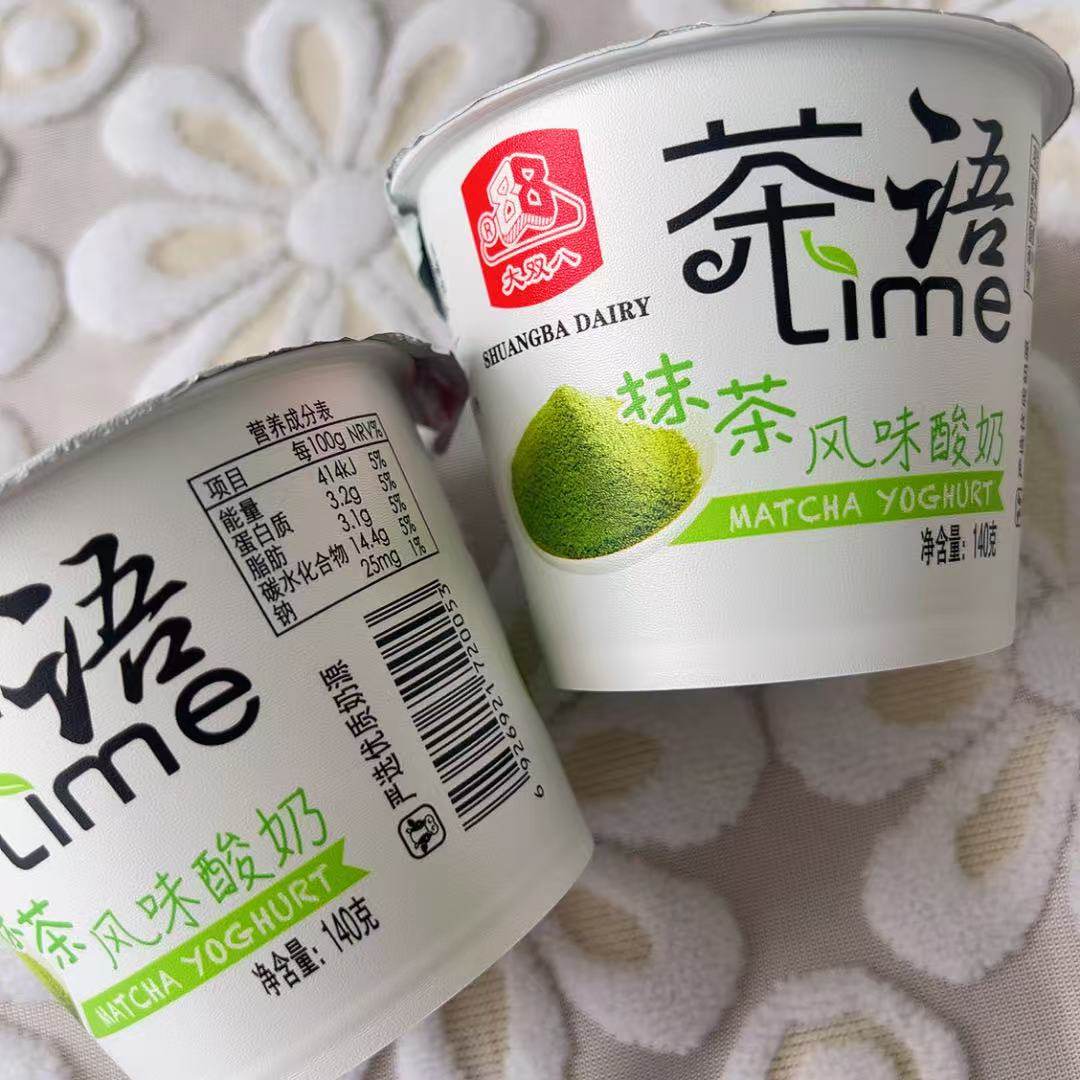 88
®
大双八
SHUANGBA DAIRY
茶语
time
抹茶风味酸奶
MATCHA YOGHURT
净含量：140克
营养成分表
项目 每100g NRV%
能量 414kJ 5%
蛋白质 3.2g 5%
脂肪 3.1g 5%
碳水化合物 14.4g 5%
钠 25mg 1%
6926921720053
严选优质奶源
语
time
茶风味酸奶
MATCHA YOGHURT
净含量：140克